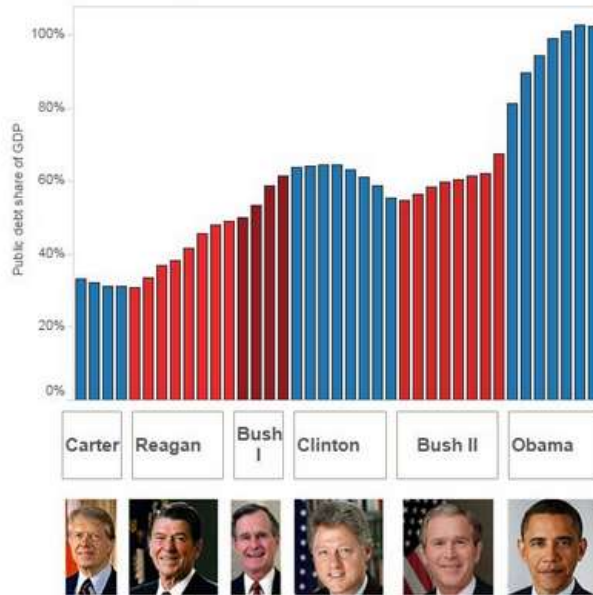 100%
80%
60%
40%
20%
0%
Public debt share of GDP
Carter
Reagan
Bush
I
Clinton
Bush II
Obama